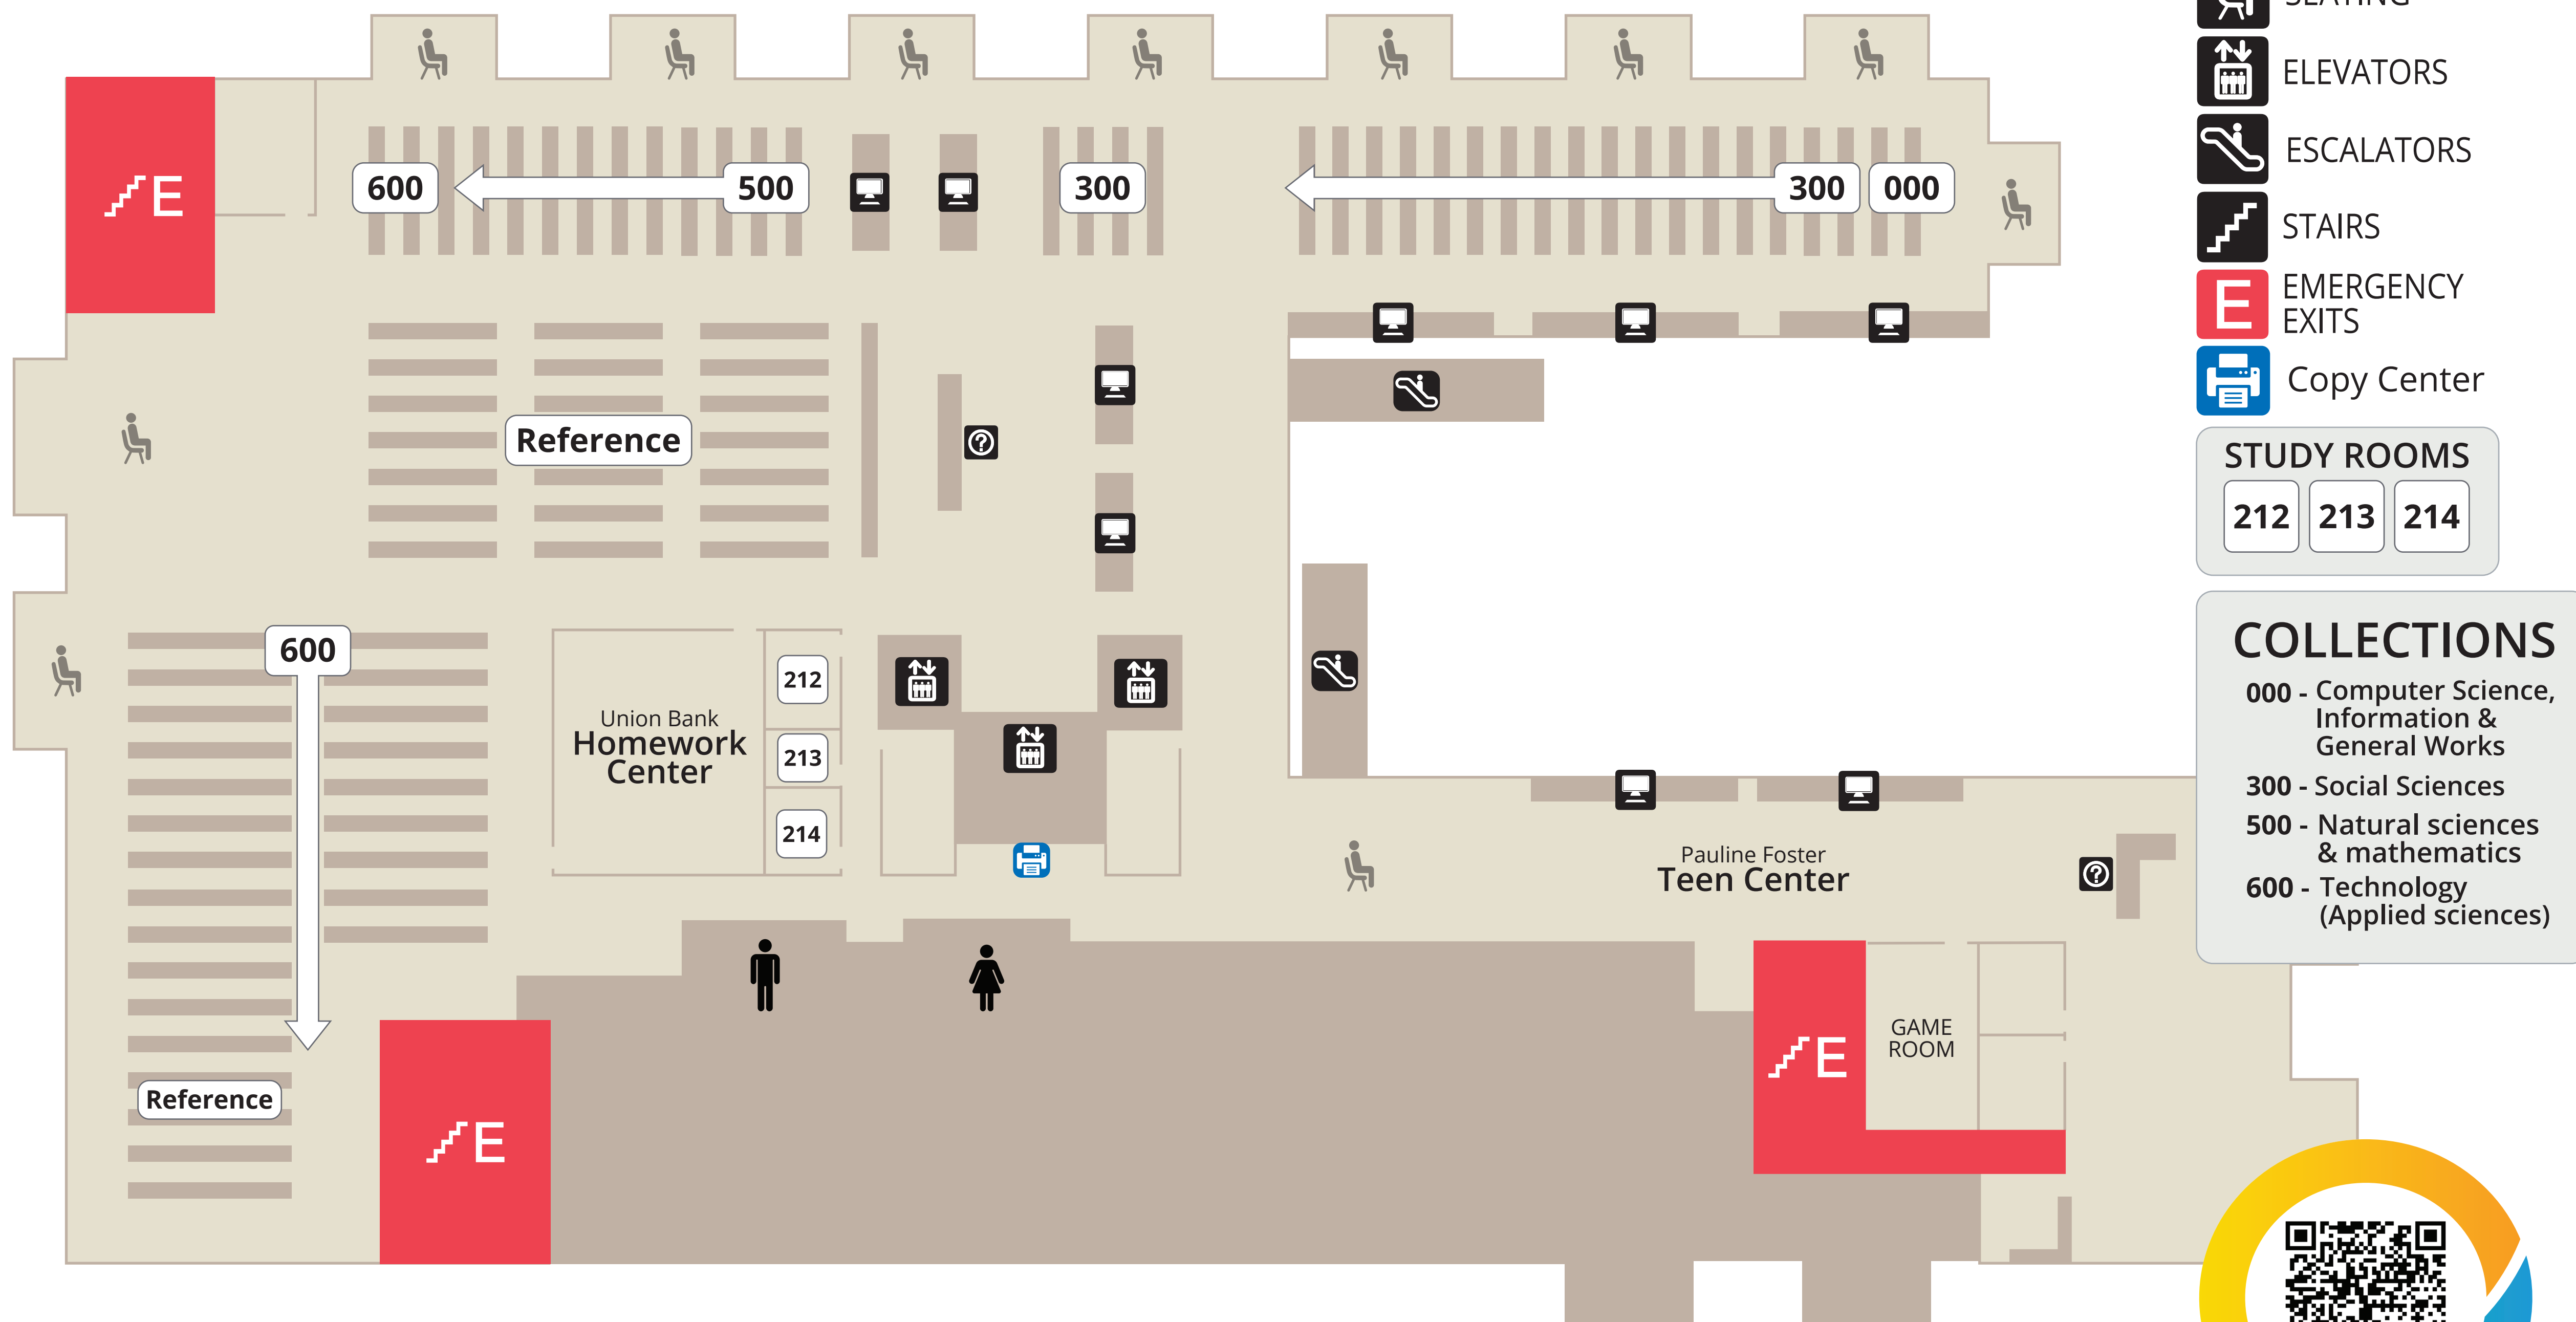 ELEVATORS
ESCALATORS
STAIRS
E
EMERGENCY
EXITS
Copy Center
STUDY ROOMS
212 213 214
COLLECTIONS
000 - Computer Science,
Information &
General Works
300 - Social Sciences
500 - Natural sciences
& mathematics
600 - Technology
(Applied sciences)
E
600 500 300 300 000
Reference
?
600
212
Union Bank
Homework
Center
213
214
Pauline Foster
Teen Center
?
GAME
ROOM
E
Reference
E